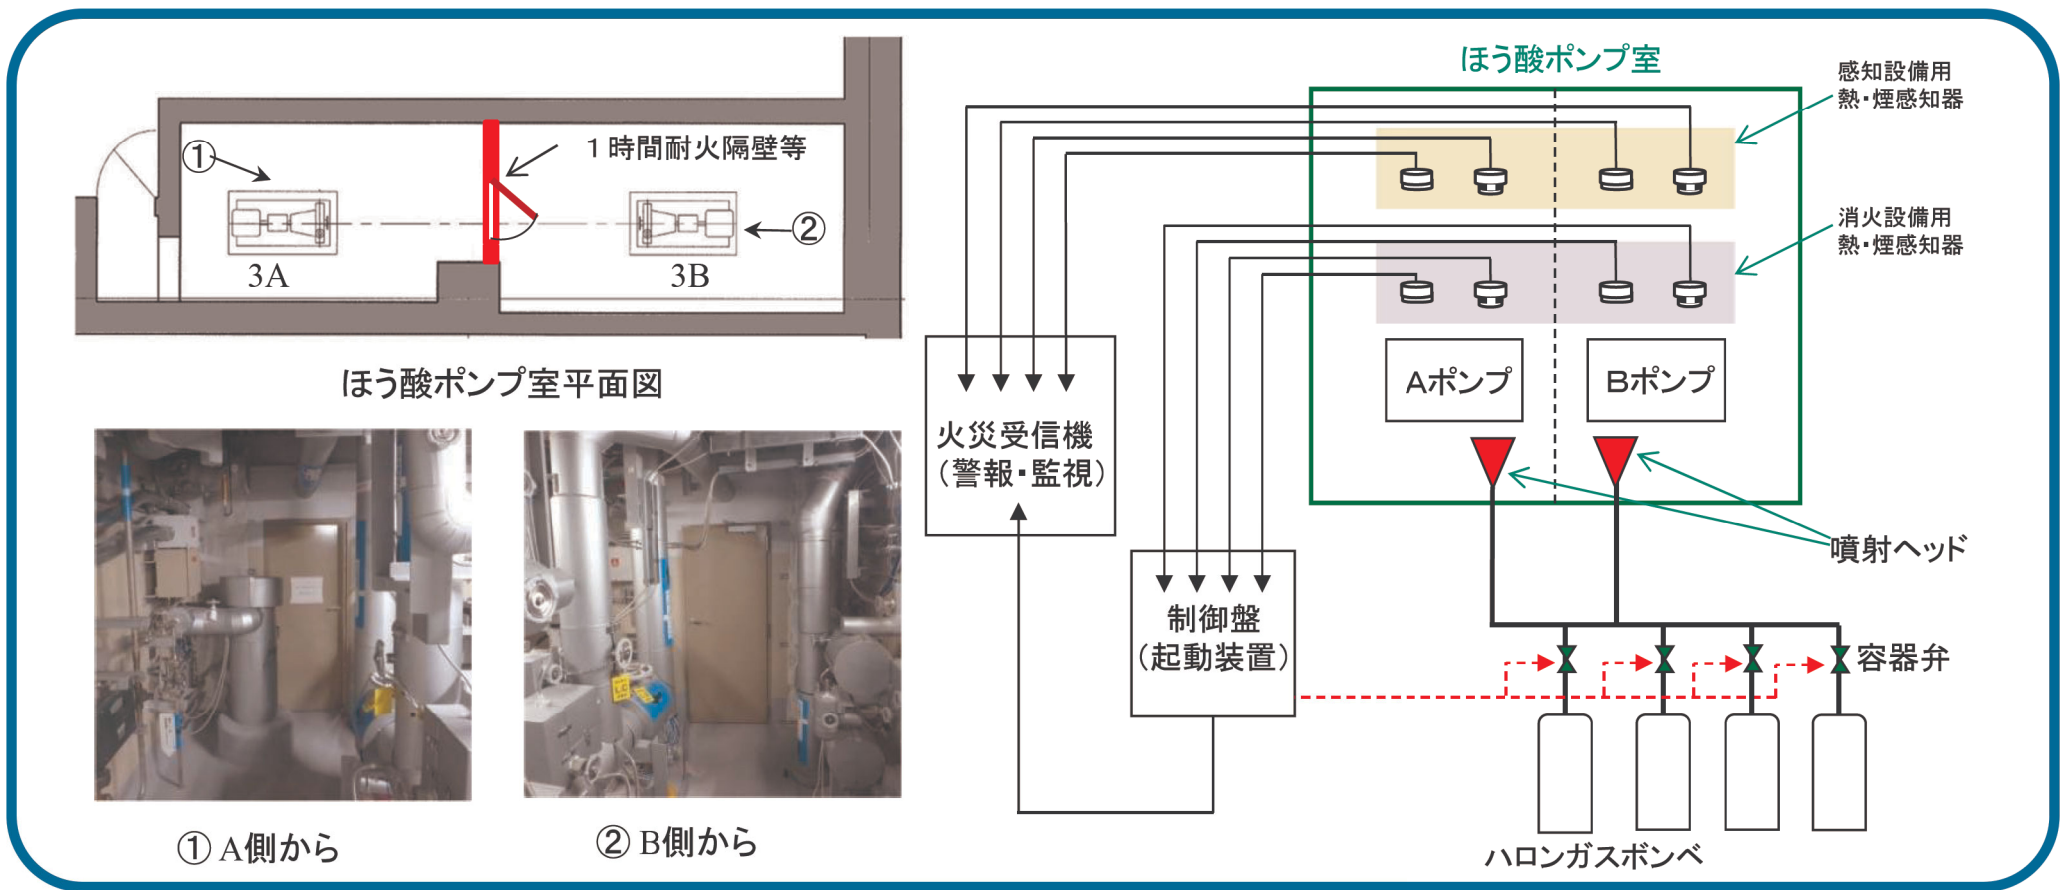 ①
1時間耐火隔壁等
②
3A
3B
ほう酸ポンプ室平面図
① A側から
② B側から
ほう酸ポンプ室
感知設備用
熱・煙感知器
消火設備用
熱・煙感知器
Aポンプ
Bポンプ
火災受信機
(警報・監視)
噴射ヘッド
制御盤
(起動装置)
容器弁
ハロンガスボンベ